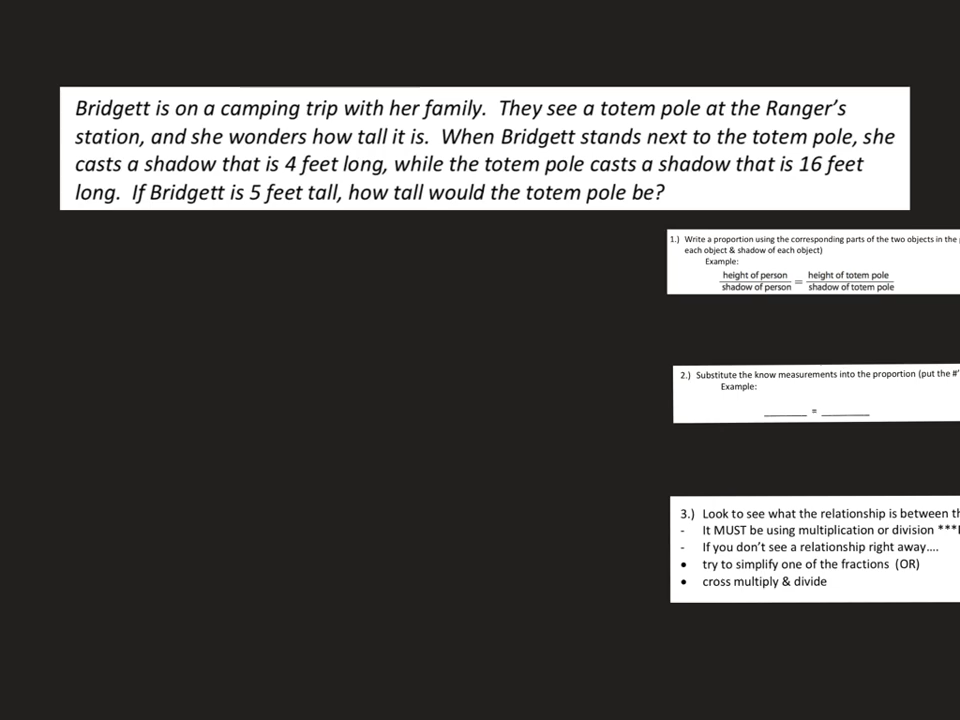 Bridgett is on a camping trip with her family. They see a totem pole at the Ranger's
station, and she wonders how tall it is. When Bridgett stands next to the totem pole, she
casts a shadow that is 4 feet long, while the totem pole casts a shadow that is 16 feet
long. If Bridgett is 5 feet tall, how tall would the totem pole be?
1.) Write a proportion using the corresponding parts of the two objects in the
each object & shadow of each object)
Example:
height of person = height of totem pole
shadow of person shadow of totem pole
2.) Substitute the know measurements into the proportion (put the #'
Example:
______ = ______
3.) Look to see what the relationship is between
- It MUST be using multiplication or division ***
- If you don't see a relationship right away....
• try to simplify one of the fractions (OR)
• cross multiply & divide